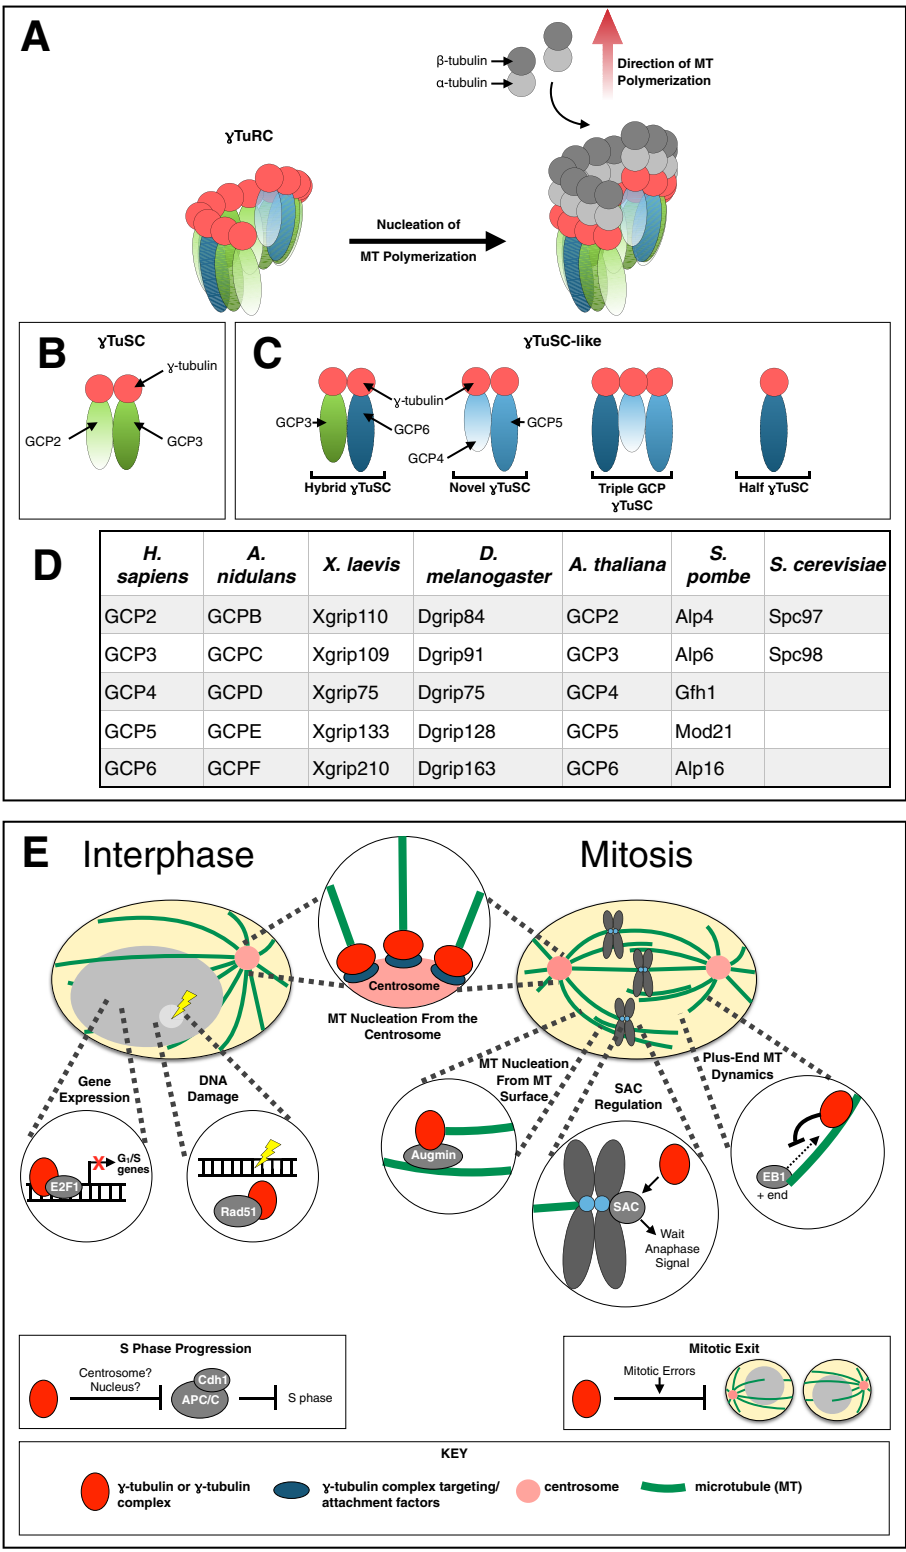 A
β-tubulin
α-tubulin
Direction of MT
Polymerization
ɣTuRC
Nucleation of
MT Polymerization
B
ɣTuSC
ɣ-tubulin
GCP2
GCP3
C
ɣTuSC-like
GCP3
ɣ-tubulin
GCP6
GCP4
GCP5
Hybrid ɣTuSC
Novel ɣTuSC
Triple GCP
ɣTuSC
Half ɣTuSC
D
H. sapiens A. nidulans X. laevis D. melanogaster A. thaliana S. pombe S. cerevisiae
GCP2 GCPB Xgrip110 Dgrip84 GCP2 Alp4 Spc97
GCP3 GCPC Xgrip109 Dgrip91 GCP3 Alp6 Spc98
GCP4 GCPD Xgrip75 Dgrip75 GCP4 Gfh1
GCP5 GCPE Xgrip133 Dgrip128 GCP5 Mod21
GCP6 GCPF Xgrip210 Dgrip163 GCP6 Alp16
E
Interphase
Mitosis
Centrosome
MT Nucleation From the
Centrosome
Gene
Expression
DNA
Damage
MT Nucleation
From MT
Surface
SAC
Regulation
Plus-End MT
Dynamics
E2F1
X
G1/S
genes
Rad51
Augmin
SAC
Wait
Anaphase
Signal
EB1
+ end
S Phase Progression
Centrosome?
Nucleus?
Cdh1
APC/C
S phase
Mitotic Exit
Mitotic Errors
KEY
ɣ-tubulin or ɣ-tubulin
complex
ɣ-tubulin complex targeting/
attachment factors
centrosome
microtubule (MT)